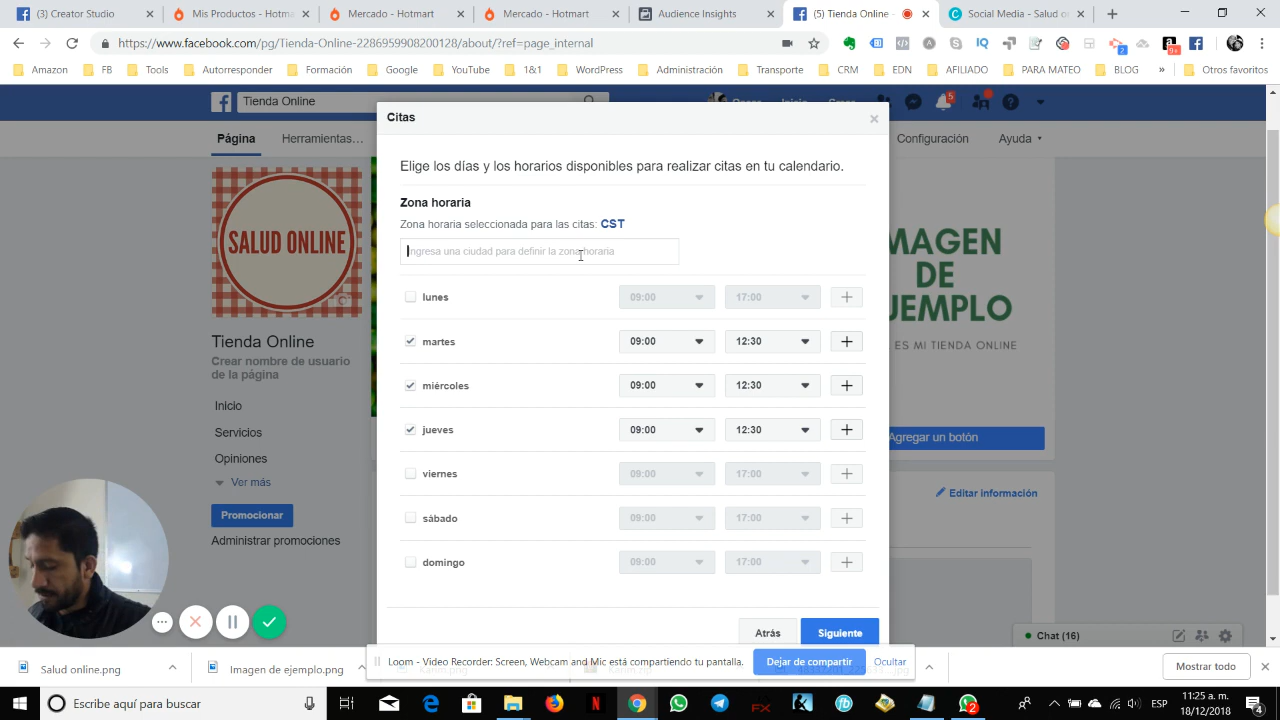 (3) Creator Studio
Mi Productos - Hotm
Mercado - Hotmart
Mercado - Hotmart
Audience Insights
(5) Tienda Online -
Social Media - Salud o
https://www.facebook.com/pg/Tienda-Online-2286959908200128/about/?ref=page_internal
Amazon
FB
Tools
Autorresponder
Formación
Google
YouTube
1&1
WordPress
Administración
Transporte
CRM
EDN
AFILIADO
PARA MATEO
BLOG
»
Otros favoritos
Tienda Online
Inicio
5
Página
Herramientas...
Configuración
Ayuda
Citas
Elige los días y los horarios disponibles para realizar citas en tu calendario.
Zona horaria
Zona horaria seleccionada para las citas: CST
Ingresa una ciudad para definir la zona horaria
lunes 09:00 17:00
martes 09:00 12:30
miércoles 09:00 12:30
jueves 09:00 12:30
viernes 09:00 17:00
sábado 09:00 17:00
domingo 09:00 17:00
Atrás
Siguiente
SALUD ONLINE
Tienda Online
Crear nombre de usuario
de la página
Inicio
Servicios
Opiniones
Ver más
Promocionar
Administrar promociones
MAGEN
DE
JEMPLO
ES MI TIENDA ONLINE
Agregar un botón
Editar información
Chat (16)
Loom - Video Recorder: Screen, Webcam and Mic está compartiendo tu pantalla.
Dejar de compartir
Ocultar
Salud online.png
Imagen de ejemplo.png
Mostrar todo
Escribe aquí para buscar
ESP
11:25 a. m.
18/12/2018